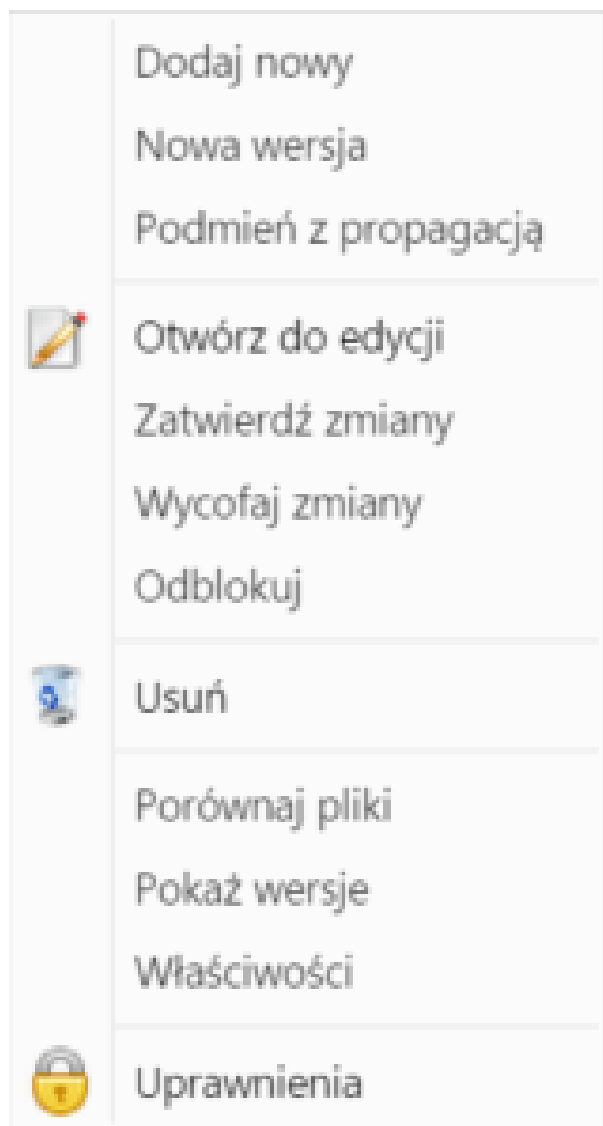 Dodaj nowy
Nowa wersja
Podmień z propagacją
Otwórz do edycji
Zatwierdź zmiany
Wycofaj zmiany
Odblokuj
Usuń
Porównaj pliki
Pokaż wersje
Właściwości
Uprawnienia